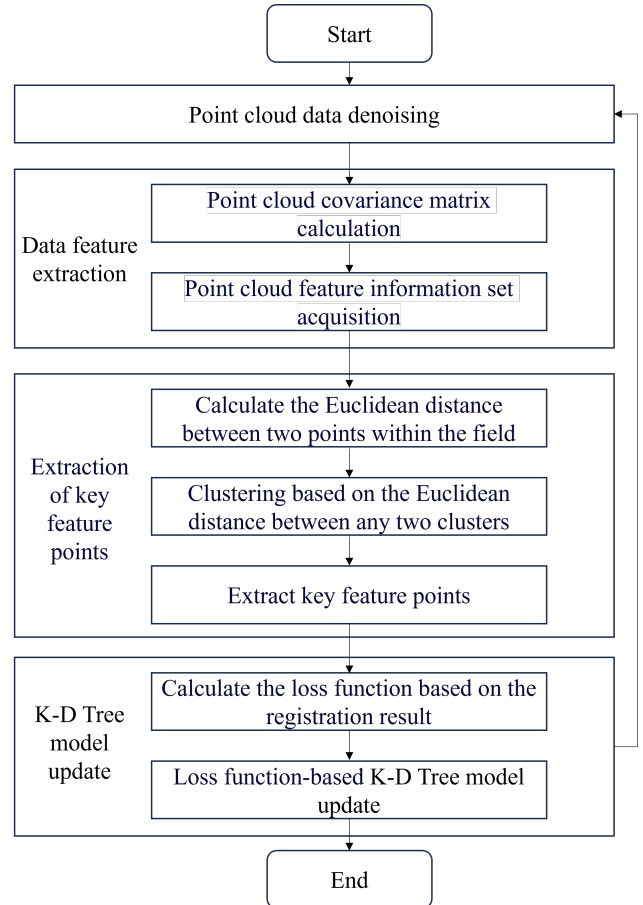 Start
Point cloud data denoising
Data feature
extraction
Point cloud covariance matrix
calculation
Point cloud feature information set
acquisition
Extraction
of key
feature
points
Calculate the Euclidean distance
between two points within the field
Clustering based on the Euclidean
distance between any two clusters
Extract key feature points
K-D Tree
model
update
Calculate the loss function based on the
registration result
Loss function-based K-D Tree model
update
End